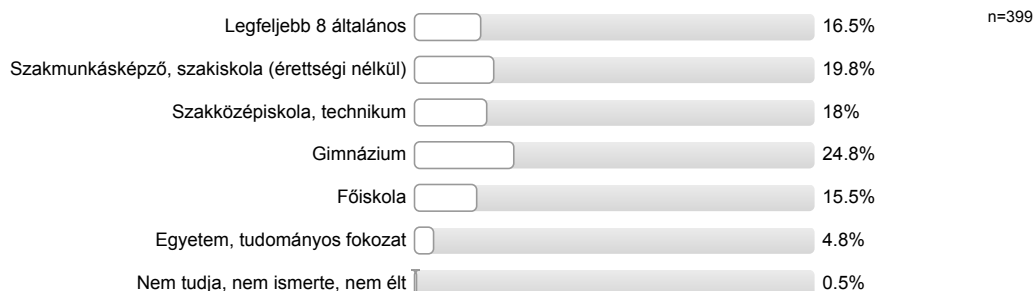 Legfeljebb 8 általános 16.5% n=399
Szakmunkásképző, szakiskola (érettségi nélkül) 19.8%
Szakközépiskola, technikum 18%
Gimnázium 24.8%
Főiskola 15.5%
Egyetem, tudományos fokozat 4.8%
Nem tudja, nem ismerte, nem élt 0.5%